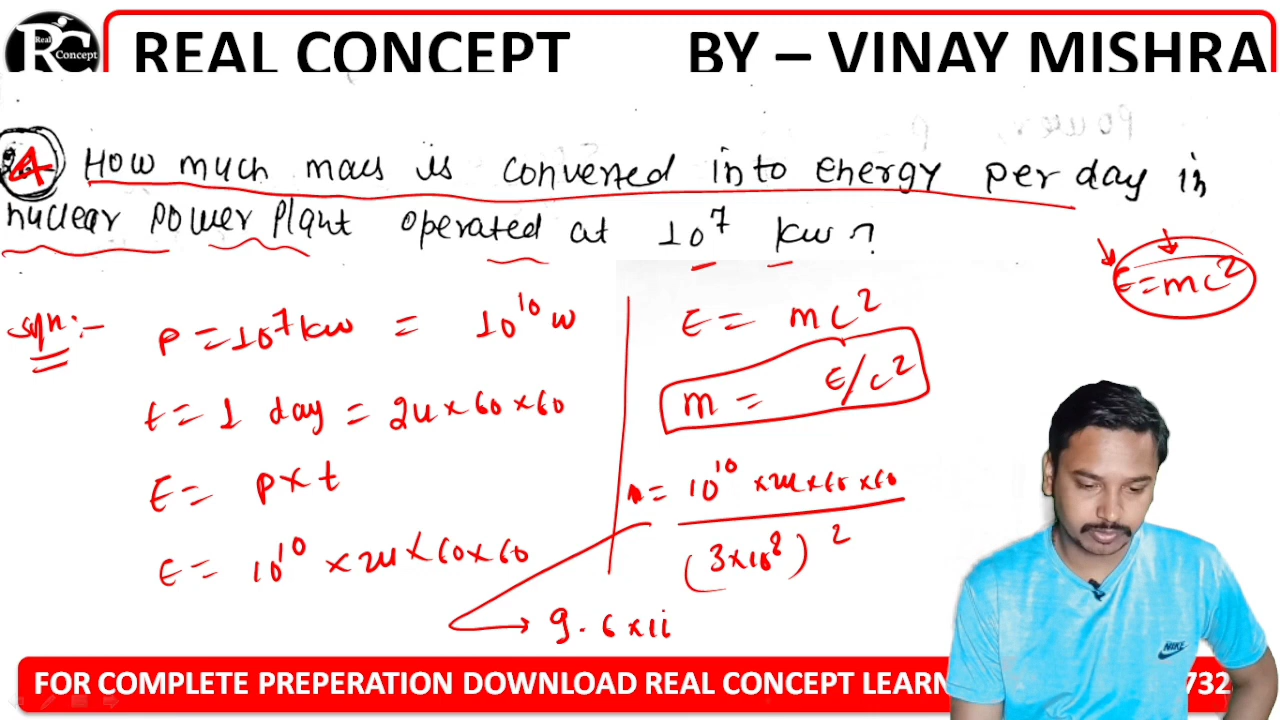 Real Concept
REAL CONCEPT BY – VINAY MISHRA
How much mass is converted into energy per day in
nuclear power plant operated at 10⁷ kw?
E = mc²
Solⁿ:- P = 10⁷ kw = 10¹⁰ w
t = 1 day = 24 × 60 × 60
E = P × t
E = 10¹⁰ × 24 × 60 × 60
E = mc²
m = E/c²
= 10¹⁰ × 24 × 60 × 60
(3×10⁸)²
9.6 ×
FOR COMPLETE PREPERATION DOWNLOAD REAL CONCEPT LEARN 732